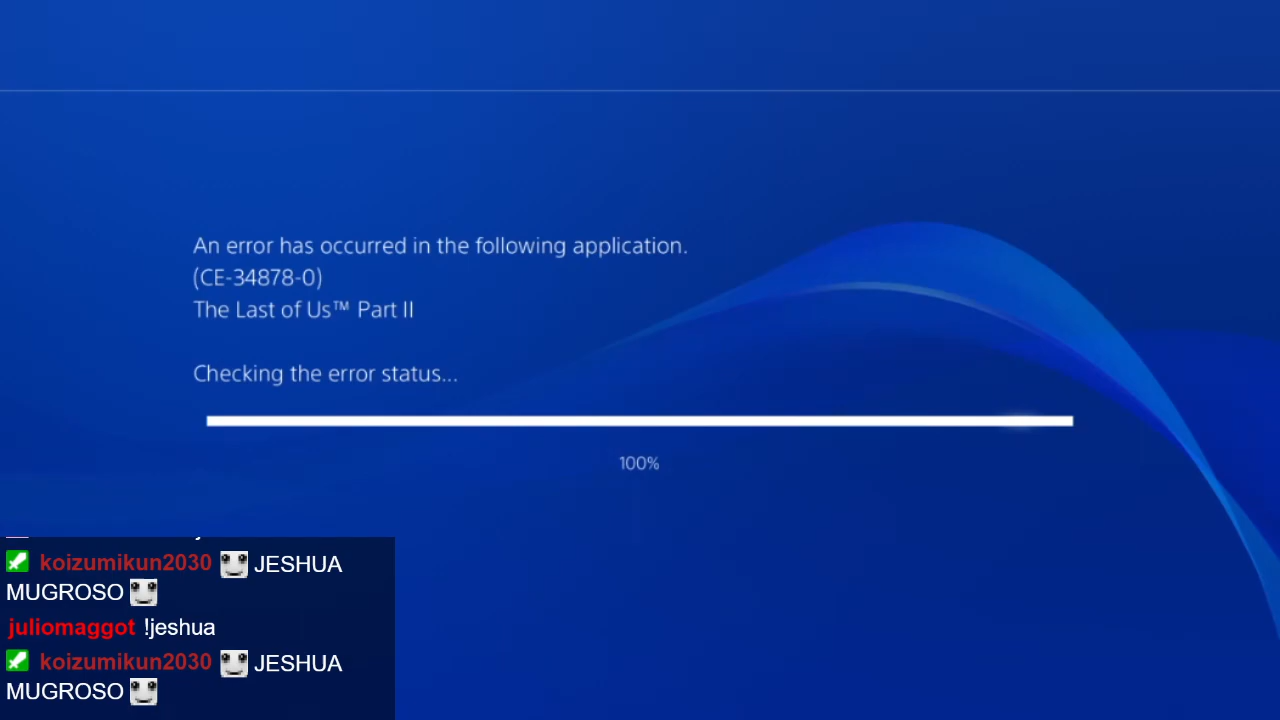 An error has occurred in the following application.
(CE-34878-0)
The Last of Us™ Part II
Checking the error status...
100%
koizumikun2030 JESHUA
MUGROSO
juliomaggot !jeshua
koizumikun2030 JESHUA
MUGROSO